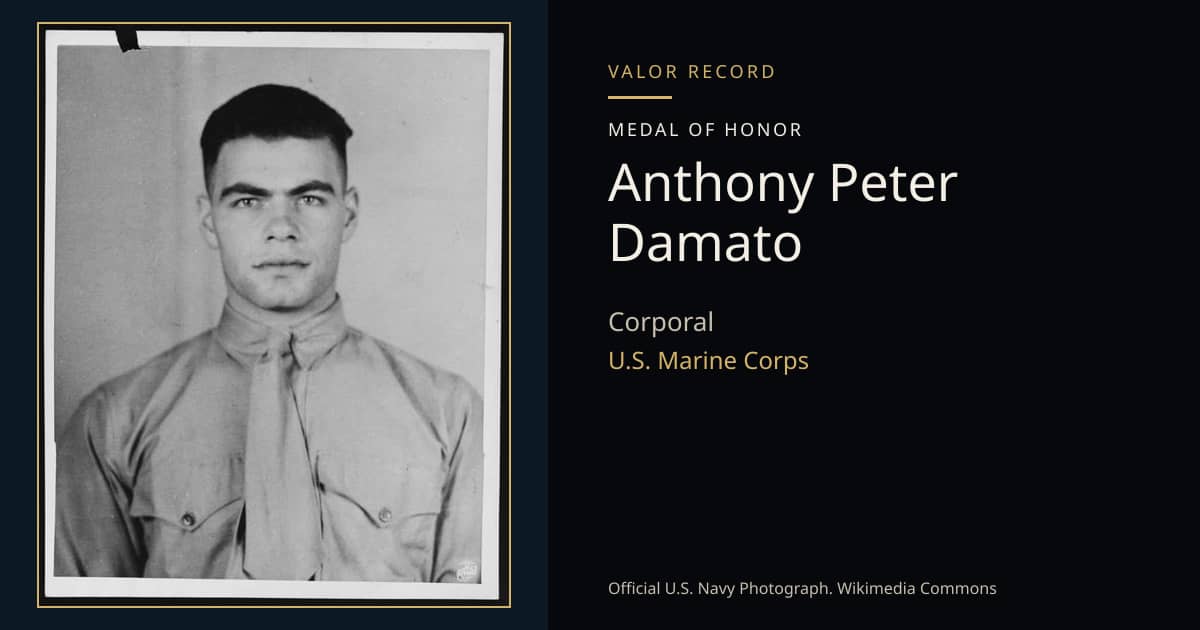 VALOR RECORD
MEDAL OF HONOR
Anthony Peter
Damato
Corporal
U.S. Marine Corps
Official U.S. Navy Photograph. Wikimedia Commons